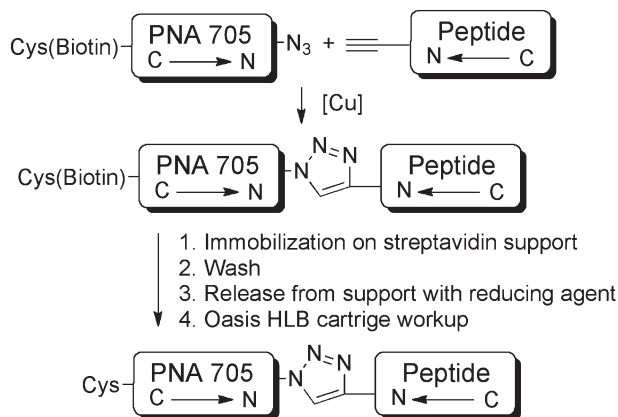 Cys(Biotin) PNA 705 C N N3 + Peptide N C
[Cu]
Cys(Biotin) PNA 705 C N N N N Peptide N C
1. Immobilization on streptavidin support
2. Wash
3. Release from support with reducing agent
4. Oasis HLB cartrige workup
Cys PNA 705 C N N N N Peptide N C